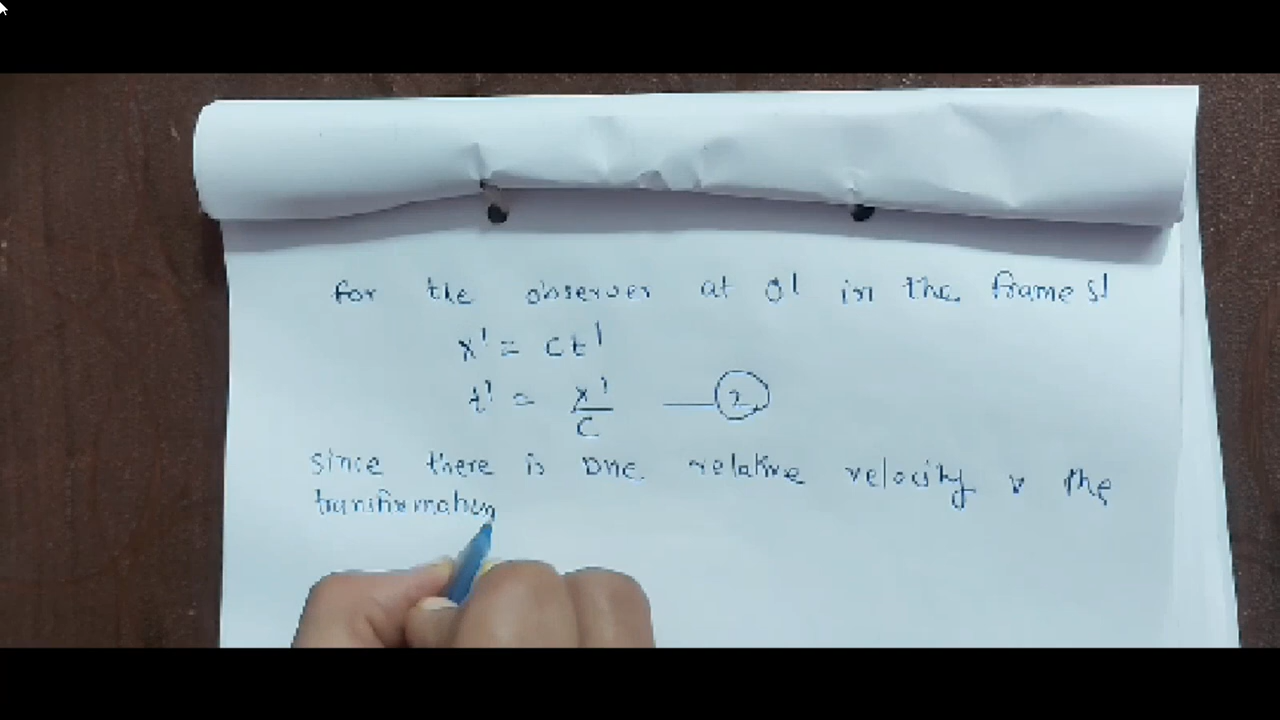 for the observer at O' in the frame S'
x' = ct'
t' = x'/c —— 2
since there is one relative velocity v the
transformation